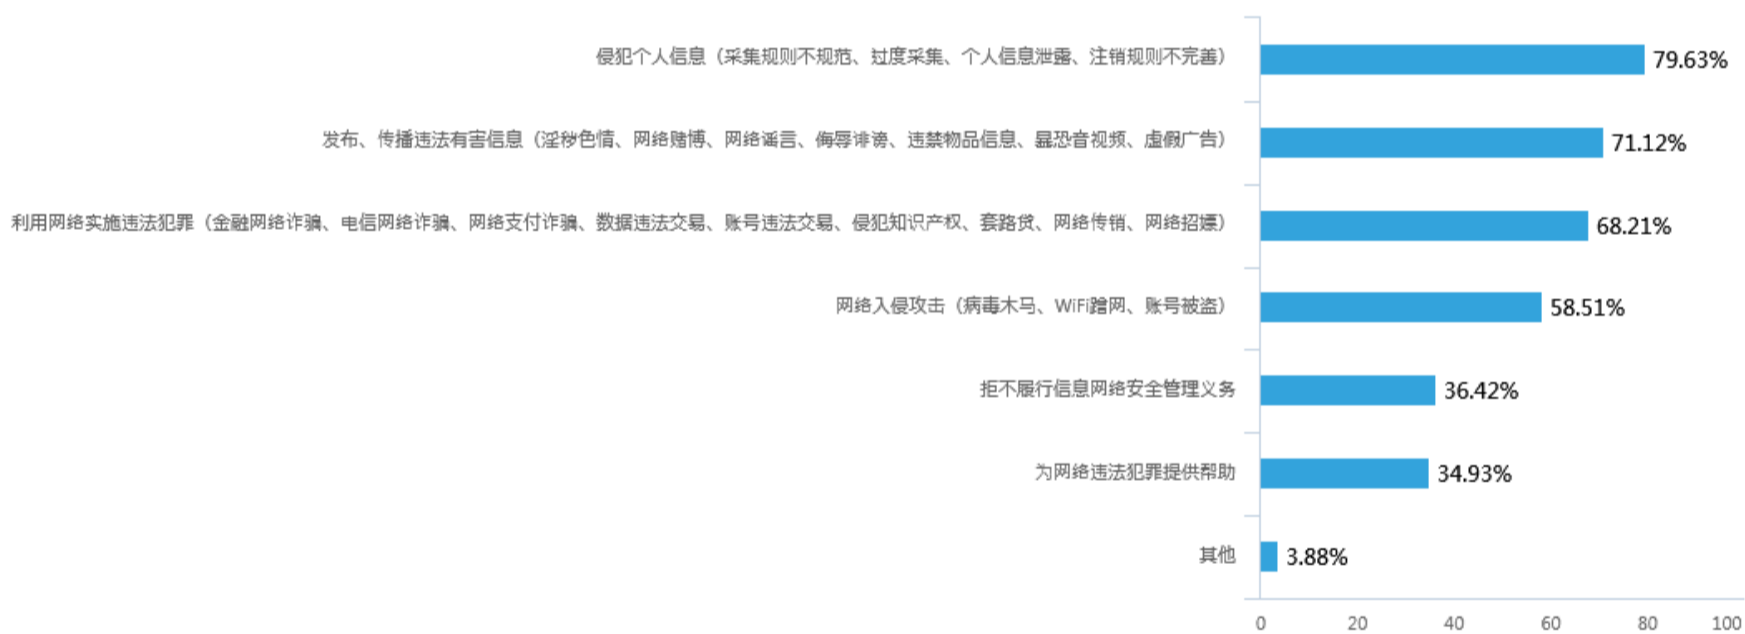 侵犯个人信息（采集规则不规范、过度采集、个人信息泄露、注销规则不完善） 79.63%
发布、传播违法有害信息（淫秽色情、网络赌博、网络谣言、侮辱诽谤、违禁物品信息、暴恐音视频、虚假广告） 71.12%
利用网络实施违法犯罪（金融网络诈骗、电信网络诈骗、网络支付诈骗、数据违法交易、账号违法交易、侵犯知识产权、套路贷、网络传销、网络招嫖） 68.21%
网络入侵攻击（病毒木马、WiFi蹭网、账号被盗） 58.51%
拒不履行信息网络安全管理义务 36.42%
为网络违法犯罪提供帮助 34.93%
其他 3.88%
0 20 40 60 80 100